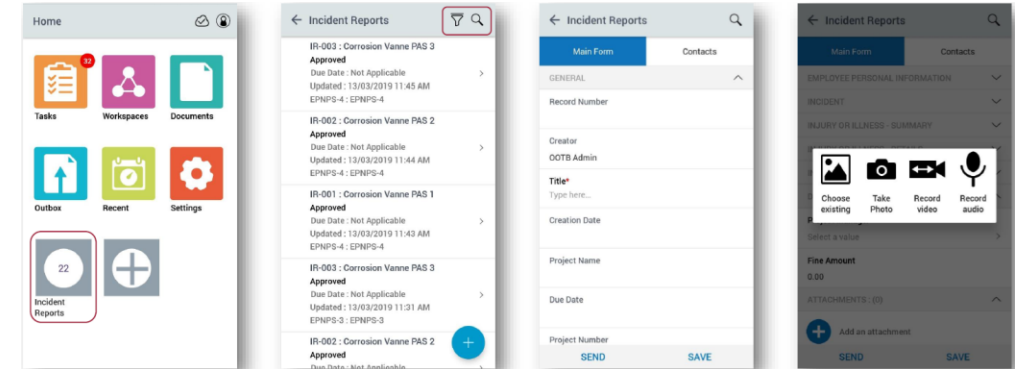 Home
32
Tasks
Workspaces
Documents
Outbox
Recent
Settings
22
Incident
Reports
Incident Reports
IR-003 : Corrosion Vanne PAS 3
Approved
Due Date : Not Applicable
Updated : 13/03/2019 11:45 AM
EPNPS-4 : EPNPS-4
IR-002 : Corrosion Vanne PAS 2
Approved
Due Date : Not Applicable
Updated : 13/03/2019 11:44 AM
EPNPS-4 : EPNPS-4
IR-001 : Corrosion Vanne PAS 1
Approved
Due Date : Not Applicable
Updated : 13/03/2019 11:43 AM
EPNPS-4 : EPNPS-4
IR-003 : Corrosion Vanne PAS 3
Approved
Due Date : Not Applicable
Updated : 13/03/2019 11:31 AM
EPNPS-3 : EPNPS-3
IR-002 : Corrosion Vanne PAS 2
Approved
Due Date : Not Applicable
Incident Reports
Main Form
Contacts
GENERAL
Record Number
Creator
OOTB Admin
Title*
Type here...
Creation Date
Project Name
Due Date
Project Number
SEND
SAVE
Incident Reports
Main Form
Contacts
EMPLOYEE PERSONAL INFORMATION
INCIDENT
INJURY OR ILLNESS - SUMMARY
Choose
existing
Take
Photo
Record
video
Record
audio
Select a value
Fine Amount
0.00
ATTACHMENTS : (0)
Add an attachment
SEND
SAVE